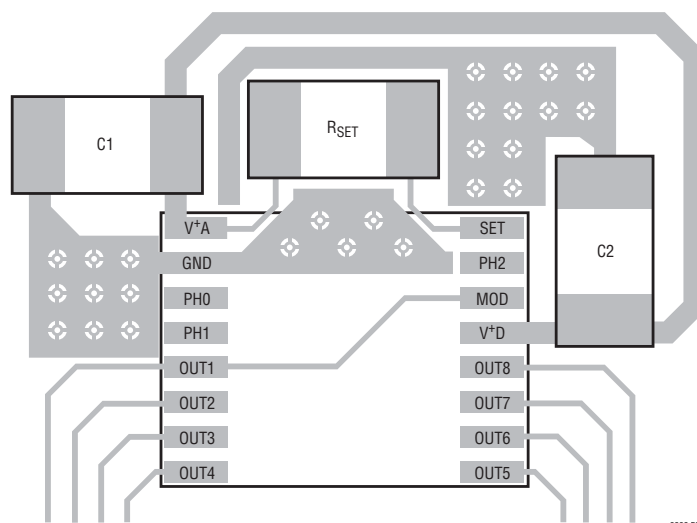 C1
RSET
C2
V+A
SET
GND
PH2
PH0
MOD
PH1
V+D
OUT1
OUT8
OUT2
OUT7
OUT3
OUT6
OUT4
OUT5